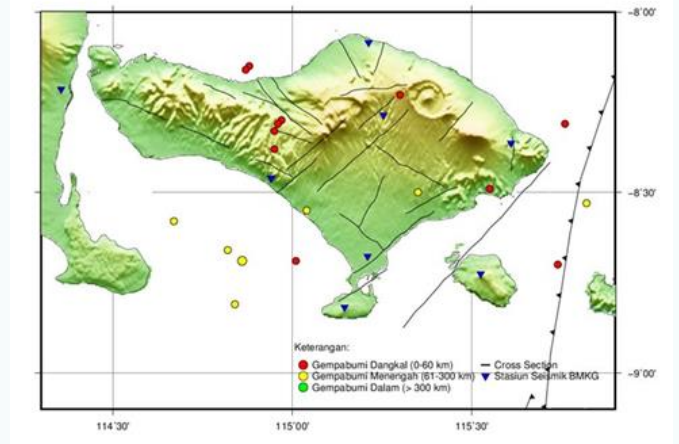 -8°00'
-8°30'
Keterangan:
Gempabumi Dangkal (0-60 km)
Cross Section
Gempabumi Menengah (61-300 km)
Stasiun Seismik BMKG
Gempabumi Dalam (> 300 km)
-9°00'
114°30'
115°00'
115°30'